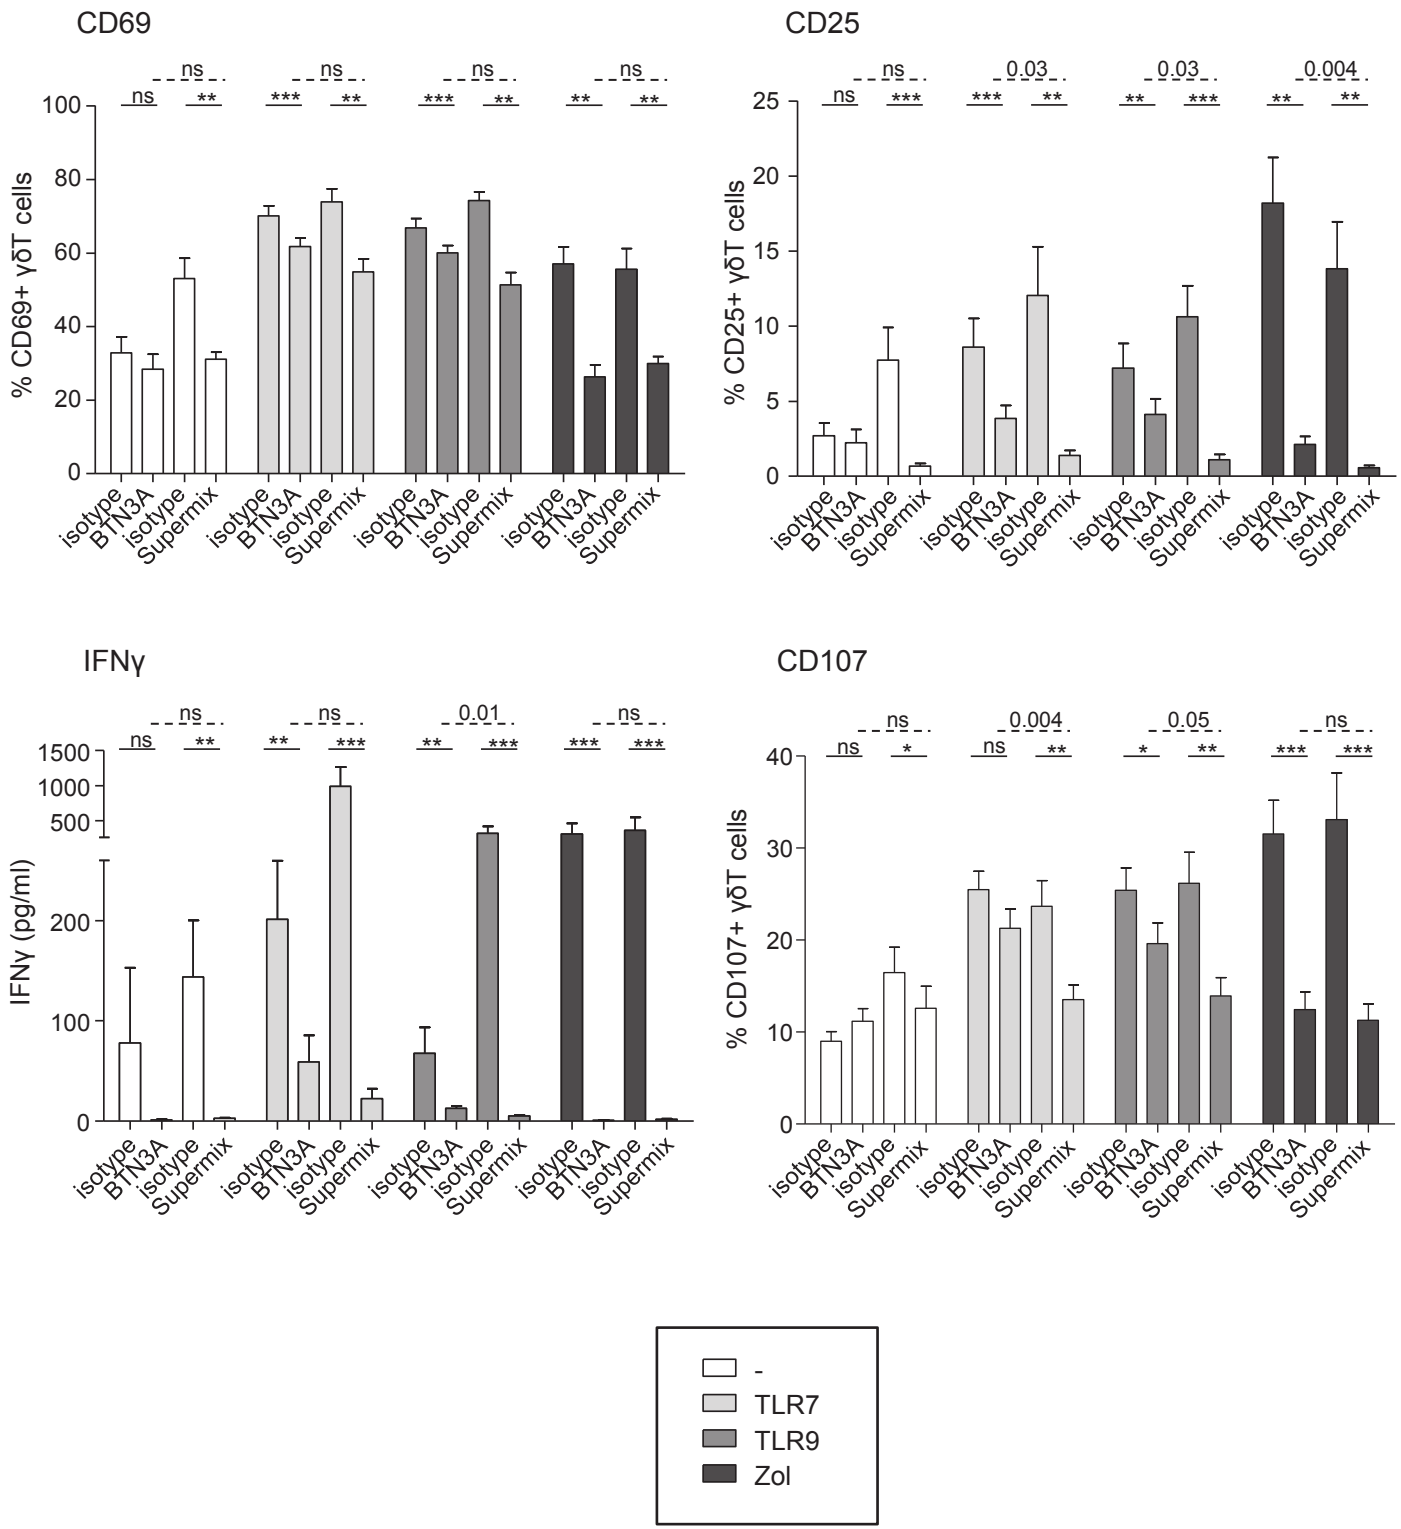 CD69
ns ns ns ns
ns ** *** ** *** ** ** **
100
80
60
40
20
0
% CD69+ γδT cells
isotype BTN3A isotype Supermix isotype BTN3A isotype Supermix isotype BTN3A isotype Supermix isotype BTN3A isotype Supermix
CD25
ns 0.03 0.03 0.004
ns *** *** ** ** *** ** **
25
20
15
10
5
0
% CD25+ γδT cells
isotype BTN3A isotype Supermix isotype BTN3A isotype Supermix isotype BTN3A isotype Supermix isotype BTN3A isotype Supermix
IFNγ
ns ns 0.01 ns
ns ** ** *** ** *** *** ***
1500
1000
500
200
100
0
IFNγ (pg/ml)
isotype BTN3A isotype Supermix isotype BTN3A isotype Supermix isotype BTN3A isotype Supermix isotype BTN3A isotype Supermix
CD107
ns 0.004 0.05 ns
ns * ns ** * ** *** ***
40
30
20
10
0
% CD107+ γδT cells
isotype BTN3A isotype Supermix isotype BTN3A isotype Supermix isotype BTN3A isotype Supermix isotype BTN3A isotype Supermix
-
TLR7
TLR9
Zol